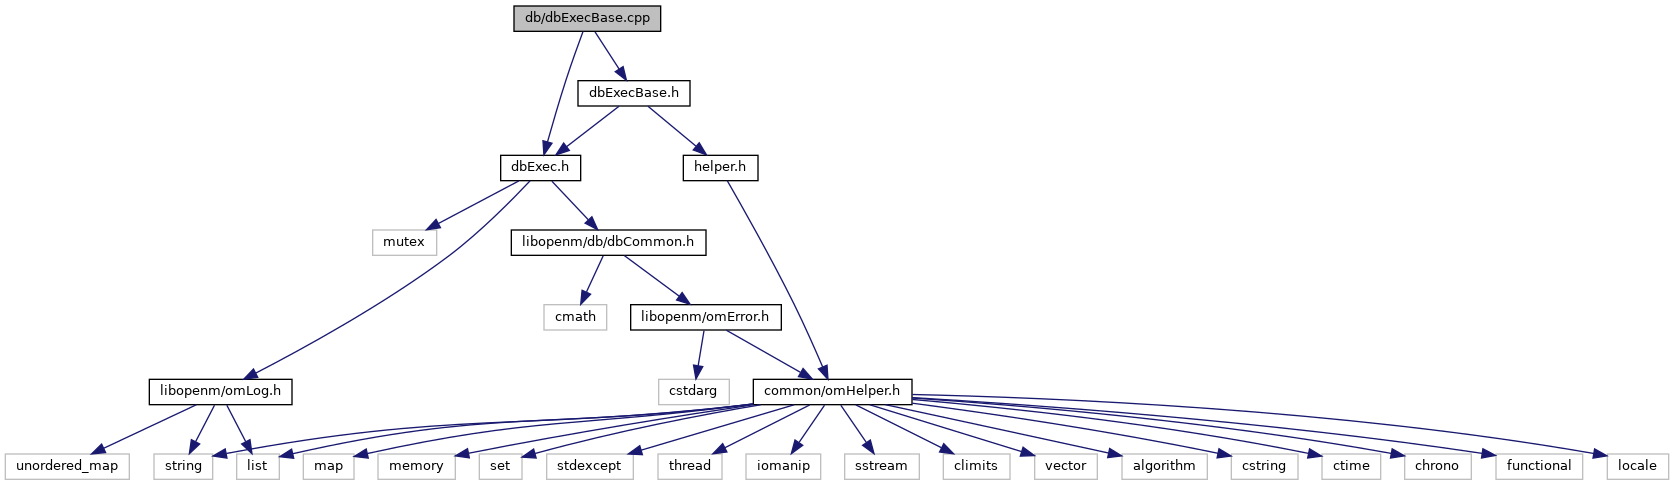 db/dbExecBase.cpp
dbExecBase.h
dbExec.h
helper.h
mutex
libopenm/db/dbCommon.h
cmath
libopenm/omError.h
libopenm/omLog.h
cstdarg
common/omHelper.h
unordered_map
string
list
map
memory
set
stdexcept
thread
iomanip
sstream
climits
vector
algorithm
cstring
ctime
chrono
functional
locale